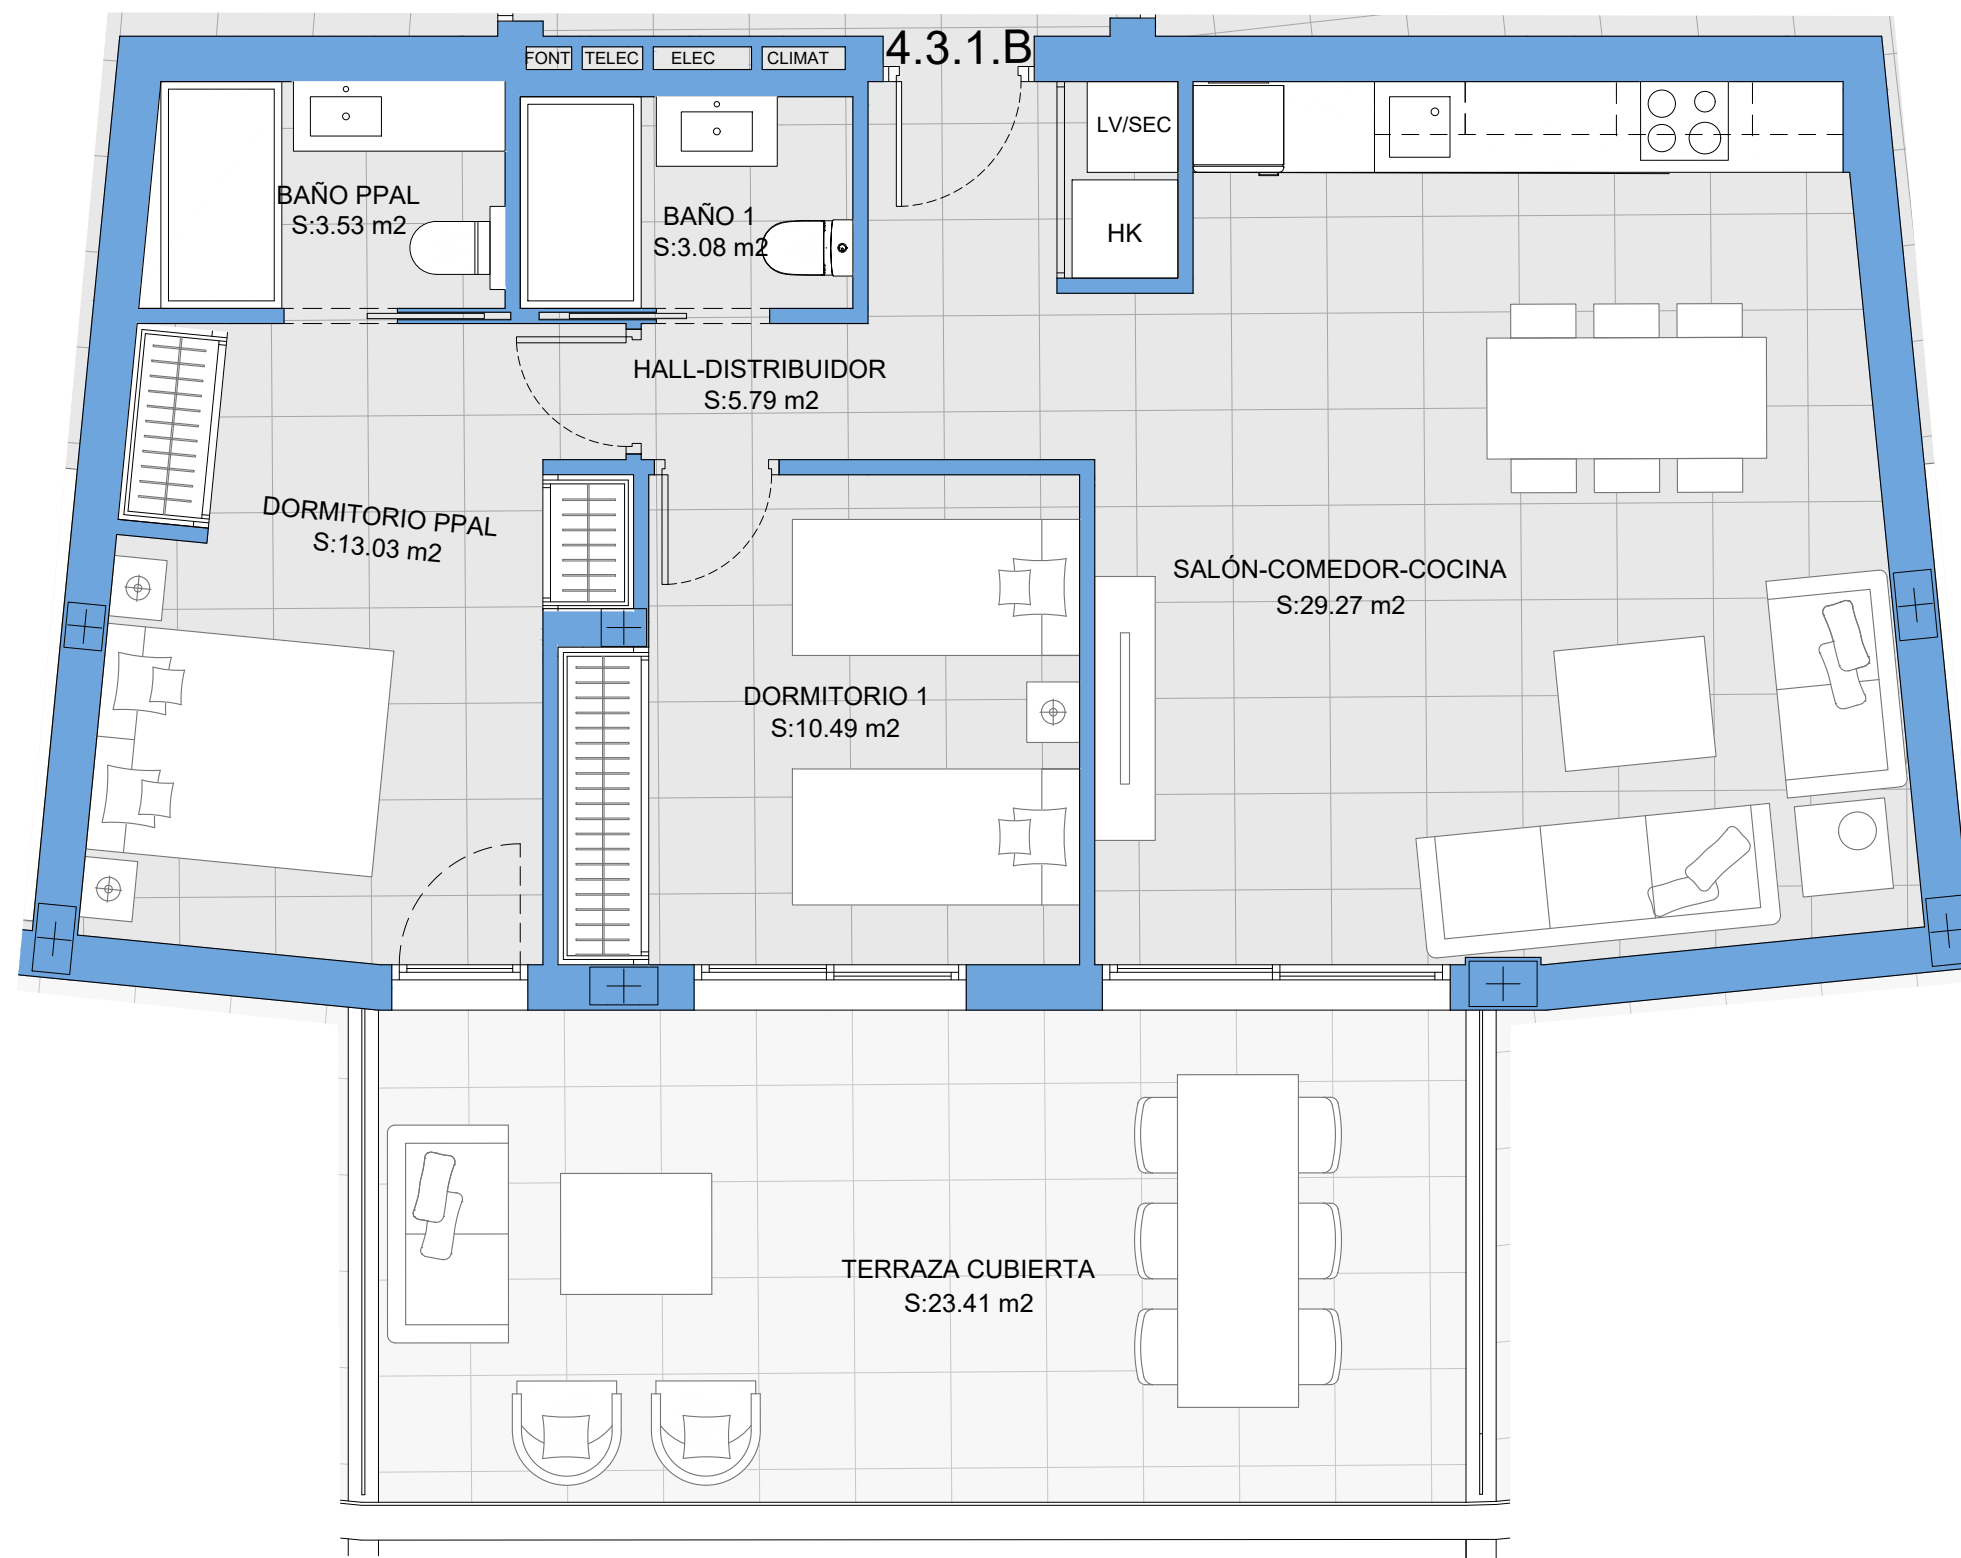 4.3.1.B
FONT
TELEC
ELEC
CLIMAT
LV/SEC
HK
BAÑO PPAL
S:3.53 m2
BAÑO 1
S:3.08 m2
HALL-DISTRIBUIDOR
S:5.79 m2
DORMITORIO PPAL
S:13.03 m2
SALÓN-COMEDOR-COCINA
S:29.27 m2
DORMITORIO 1
S:10.49 m2
TERRAZA CUBIERTA
S:23.41 m2